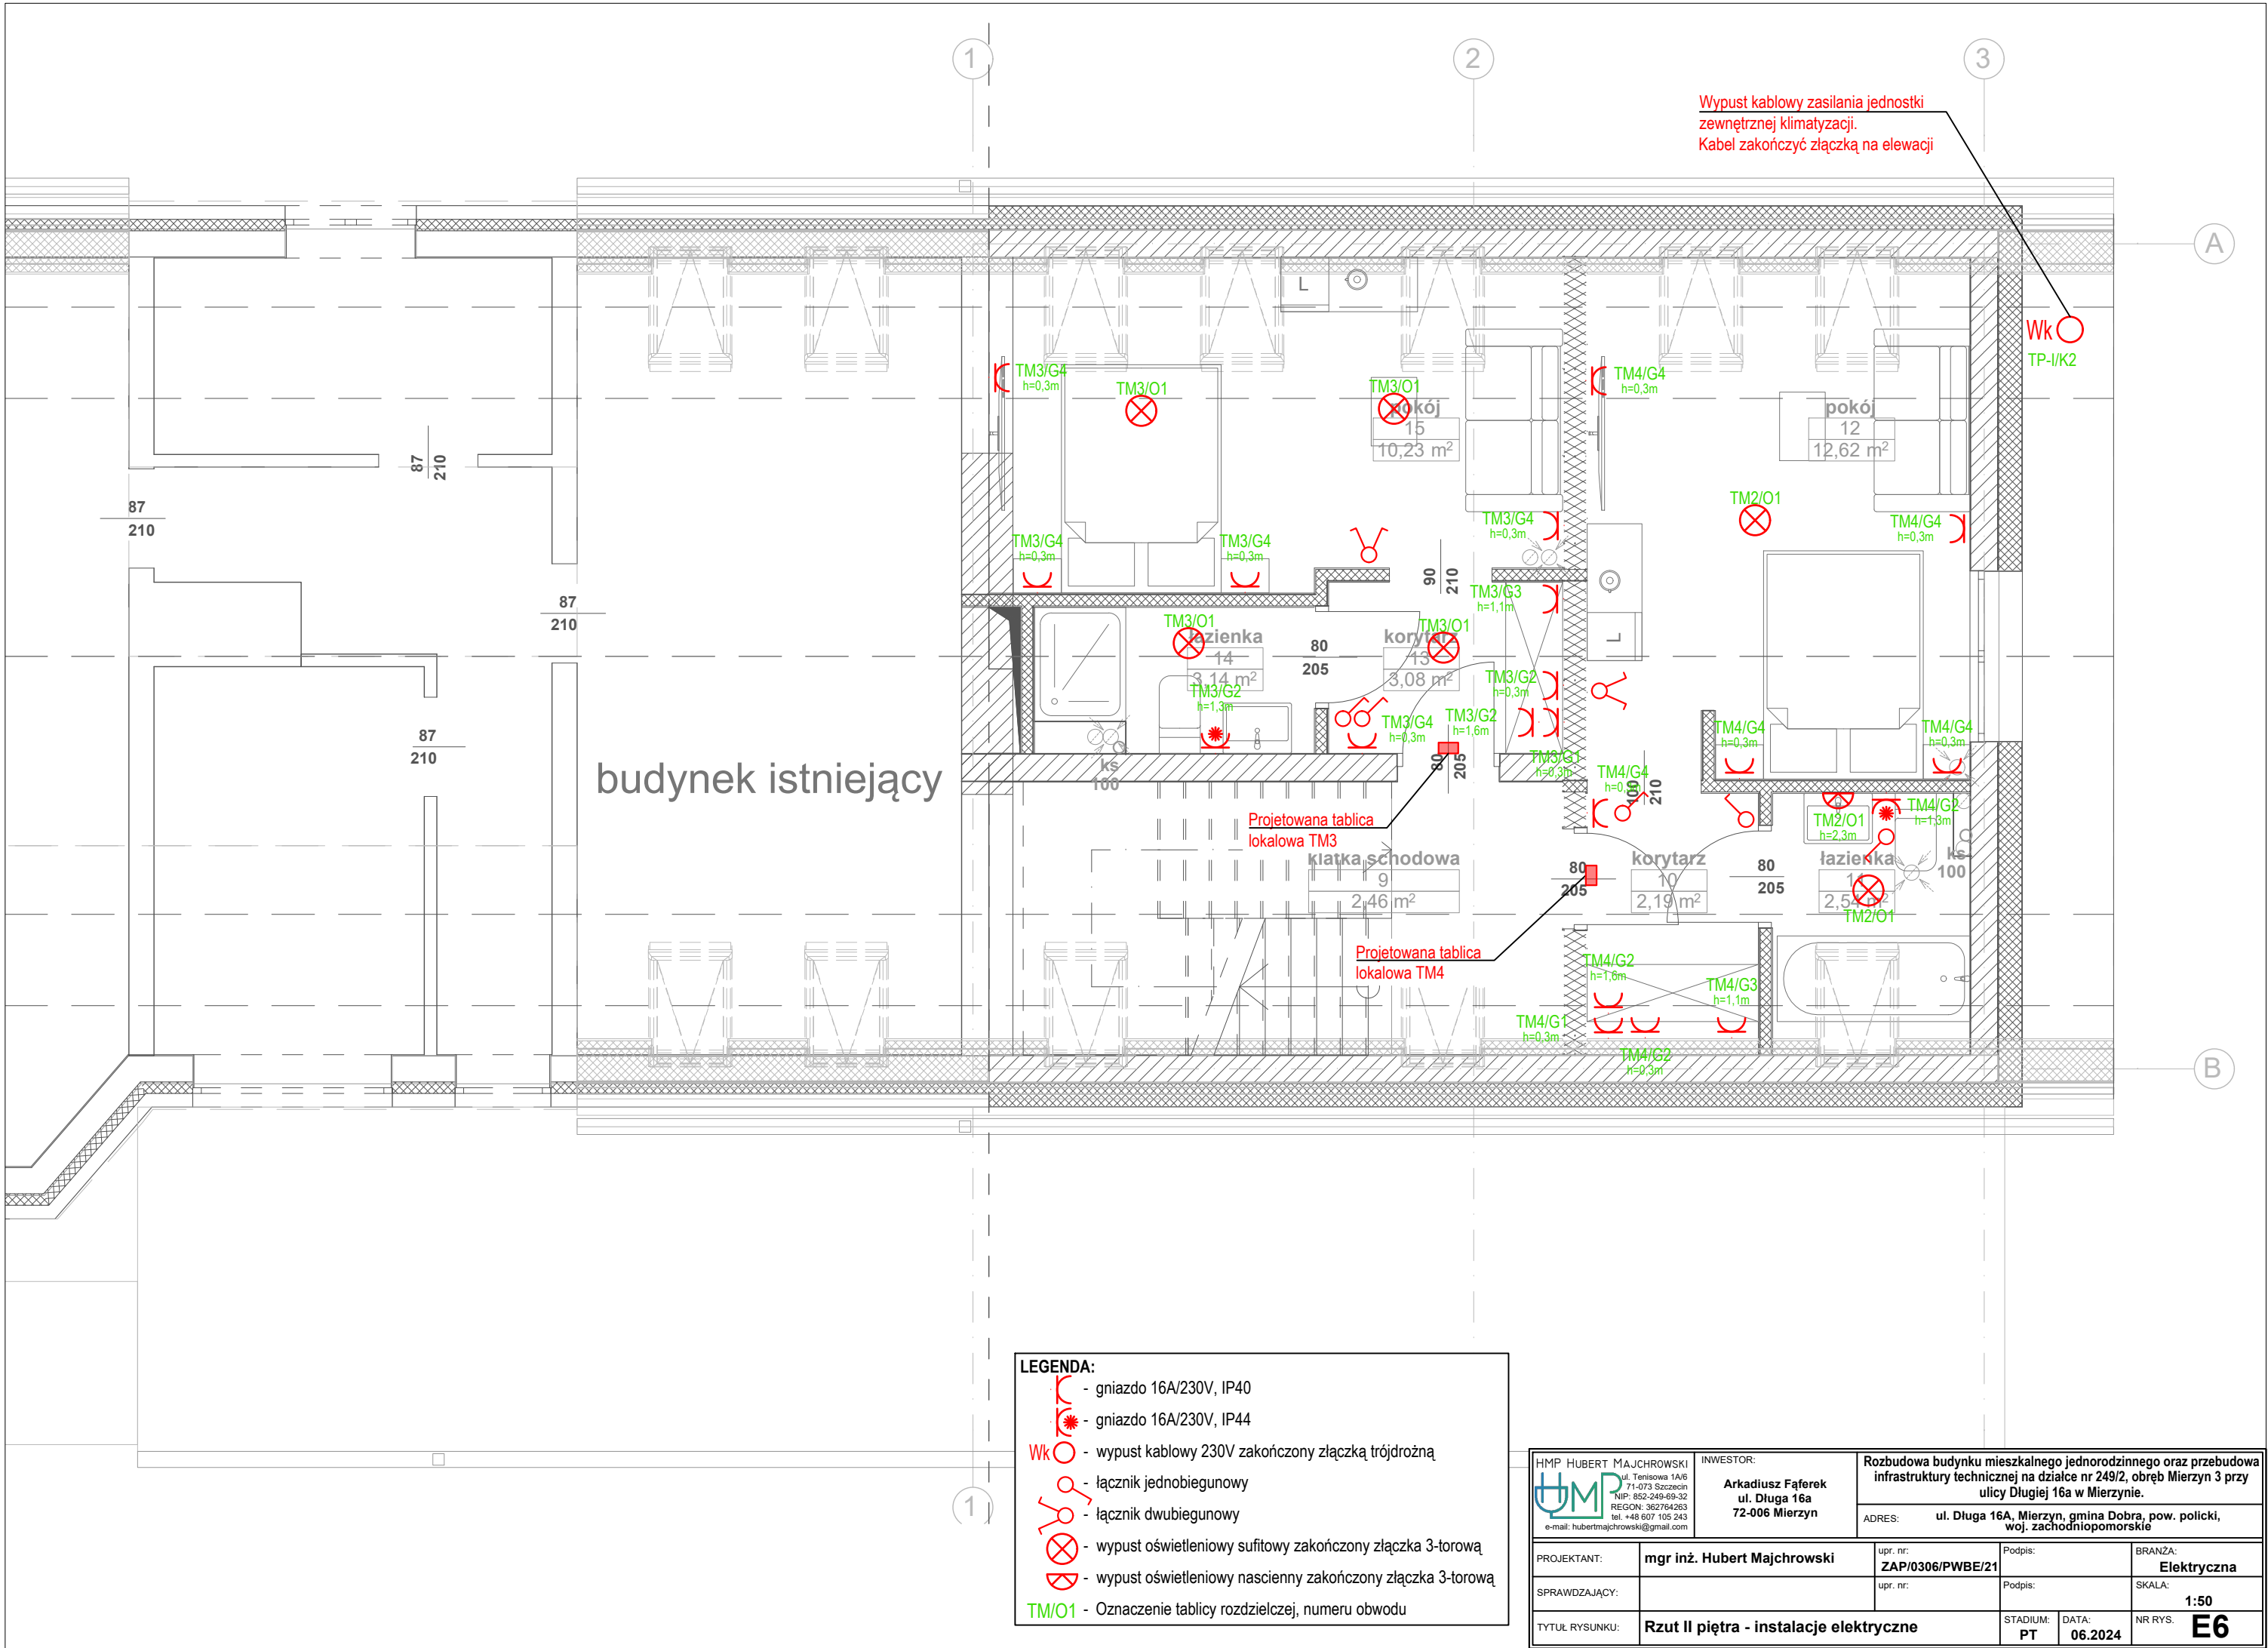 1
2
3
Wypust kablowy zasilania jednostki
zewnętrznej klimatyzacji.
Kabel zakończyć złączką na elewacji
A
Wk
TP-I/K2
L
TM3/G4
h=0,3m
TM3/O1
TM3/O1
pokój
15
10,23 m²
TM4/G4
h=0,3m
pokój
12
12,62 m²
87
210
87
210
TM2/O1
TM3/G4
h=0,3m
TM4/G4
h=0,3m
TM3/G4
h=0,3m
TM3/G4
h=0,3m
90
210
87
210
TM3/G3
h=1,1m
TM3/O1
łazienka
14
3,14 m²
80
205
TM3/O1
korytarz
13
3,08 m²
L
TM3/G2
h=1,3m
TM3/G2
h=0,3m
TM3/G4
h=0,3m
TM3/G2
h=1,6m
87
210
budynek istniejący
ks
100
80
205
TM3/G1
h=0,3m
TM4/G4
h=0,3m
TM4/G4
h=0,3m
TM4/G4
100
210
Projetowana tablica
lokalowa TM3
TM2/O1
h=2,3m
TM4/G2
h=1,3m
klatka schodowa
9
2,46 m²
80
205
korytarz
10
2,19 m²
80
205
łazienka
11
2,54 m²
ks
100
TM2/O1
Projetowana tablica
lokalowa TM4
TM4/G2
h=1,6m
TM4/G3
h=1,1m
TM4/G1
h=0,3m
TM4/G2
h=0,3m
B
1
LEGENDA:
- gniazdo 16A/230V, IP40
- gniazdo 16A/230V, IP44
Wk - wypust kablowy 230V zakończony złączką trójdrożną
- łącznik jednobiegunowy
- łącznik dwubiegunowy
- wypust oświetleniowy sufitowy zakończony złączka 3-torową
- wypust oświetleniowy nascienny zakończony złączka 3-torową
TM/O1 - Oznaczenie tablicy rozdzielczej, numeru obwodu
HMP HUBERT MAJCHROWSKI
ul. Tenisowa 1A/6
71-073 Szczecin
NIP: 852-249-69-32
REGON: 362764263
tel. +48 607 105 243
e-mail: hubertmajchrowski@gmail.com
HMP
INWESTOR:
Arkadiusz Fąferek
ul. Długa 16a
72-006 Mierzyn
Rozbudowa budynku mieszkalnego jednorodzinnego oraz przebudowa
infrastruktury technicznej na działce nr 249/2, obręb Mierzyn 3 przy
ulicy Długiej 16a w Mierzynie.
ADRES: ul. Długa 16A, Mierzyn, gmina Dobra, pow. policki,
woj. zachodniopomorskie
PROJEKTANT: mgr inż. Hubert Majchrowski
upr. nr:
ZAP/0306/PWBE/21
Podpis:
BRANŻA:
Elektryczna
SPRAWDZAJĄCY:
upr. nr:
Podpis:
SKALA:
1:50
TYTUŁ RYSUNKU: Rzut II piętra - instalacje elektryczne
STADIUM:
PT
DATA:
06.2024
NR RYS. E6